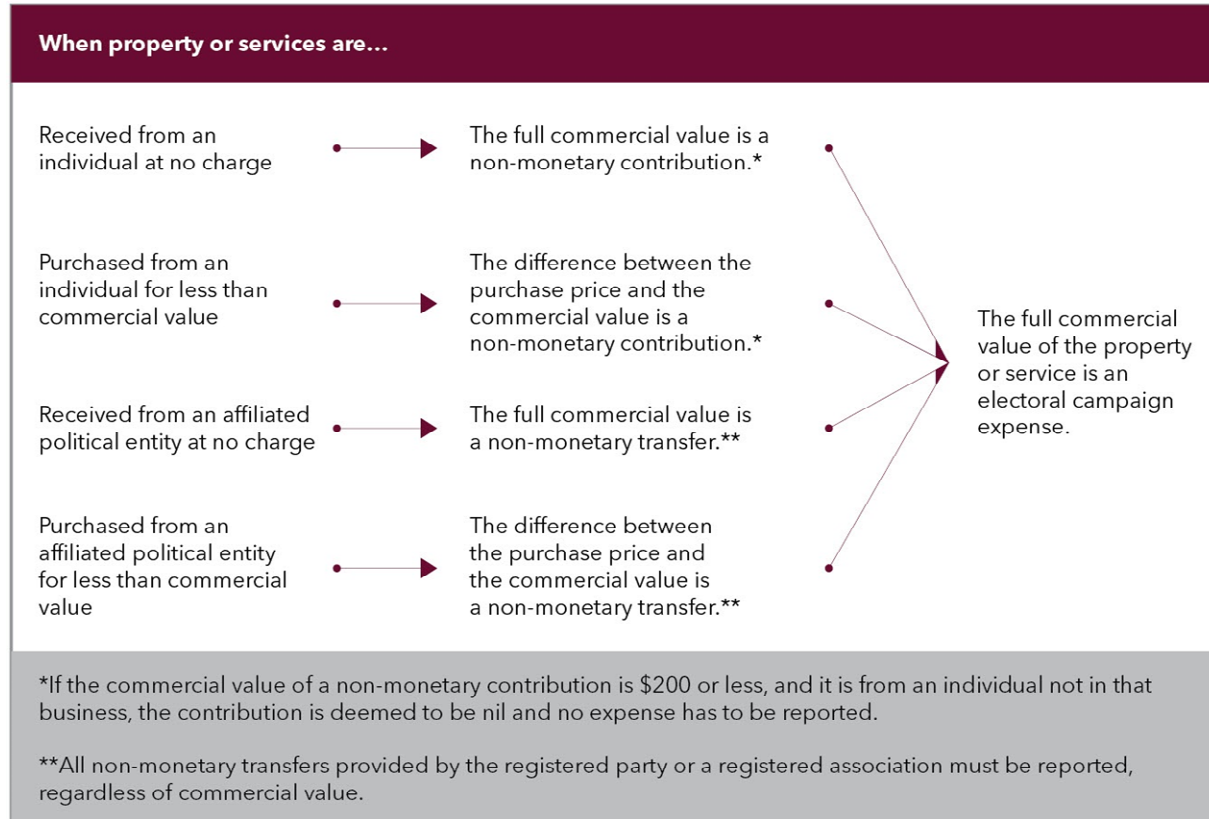 When property or services are...
Received from an
individual at no charge
The full commercial value is a
non-monetary contribution.*
Purchased from an
individual for less than
commercial value
The difference between the
purchase price and the
commercial value is a
non-monetary contribution.*
Received from an affiliated
political entity at no charge
The full commercial value is
a non-monetary transfer.**
Purchased from an
affiliated political entity
for less than commercial
value
The difference between
the purchase price and
the commercial value is
a non-monetary transfer.**
The full commercial
value of the property
or service is an
electoral campaign
expense.
*If the commercial value of a non-monetary contribution is $200 or less, and it is from an individual not in that
business, the contribution is deemed to be nil and no expense has to be reported.
**All non-monetary transfers provided by the registered party or a registered association must be reported,
regardless of commercial value.